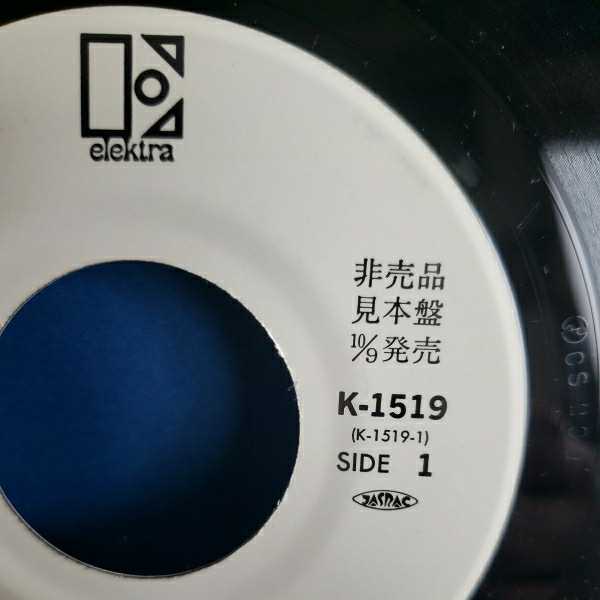 elektra
非売品
見本盤
10/9発売
K-1519
(K-1519-1)
SIDE 1
JASRAC